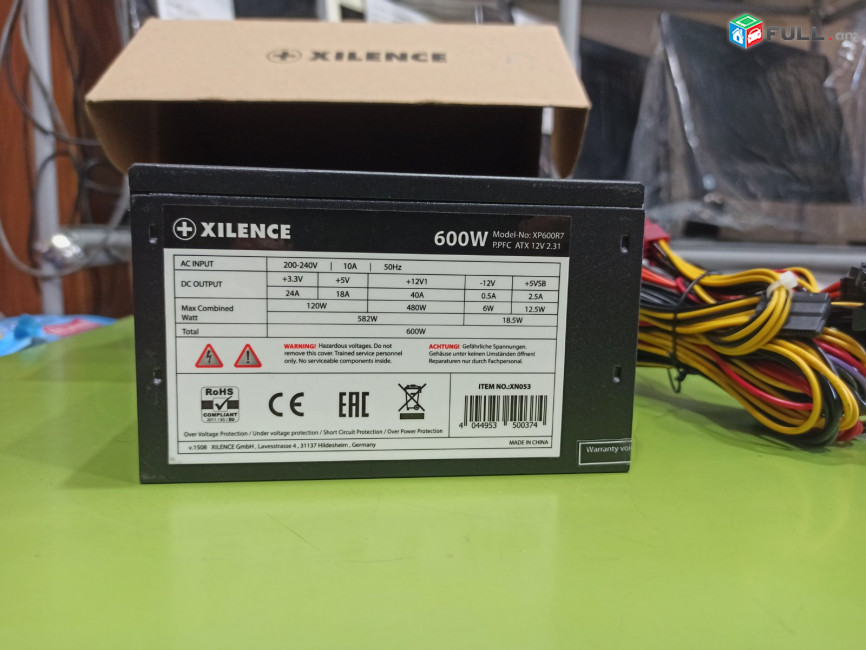 FULL.am
XILENCE
XILENCE
600W Model-No: XP600R7
P.PFC ATX 12V 2.31
AC INPUT 200-240V | 10A | 50Hz
DC OUTPUT +3.3V +5V +12V1 -12V +5VSB
24A 18A 40A 0.5A 2.5A
Max Combined Watt 120W 480W 6W 12.5W
582W 18.5W
Total 600W
WARNING! Hazardous voltages. Do not
remove this cover. Trained service personnel
only. No serviceable components inside.
ACHTUNG! Gefährliche Spannungen.
Gehäuse unter keinen Umständen öffnen!
Reparaturen nur durch Fachpersonal.
RoHS
COMPLIANT
CE EAC
ITEM NO.:XN053
4 044953 500374
Over Voltage Protection / Under voltage protection / Short Circuit Protection / Over Power Protection
v.1508 XILENCE GmbH, Lavesstrasse 4, 31137 Hildesheim, Germany
MADE IN CHINA
Warranty